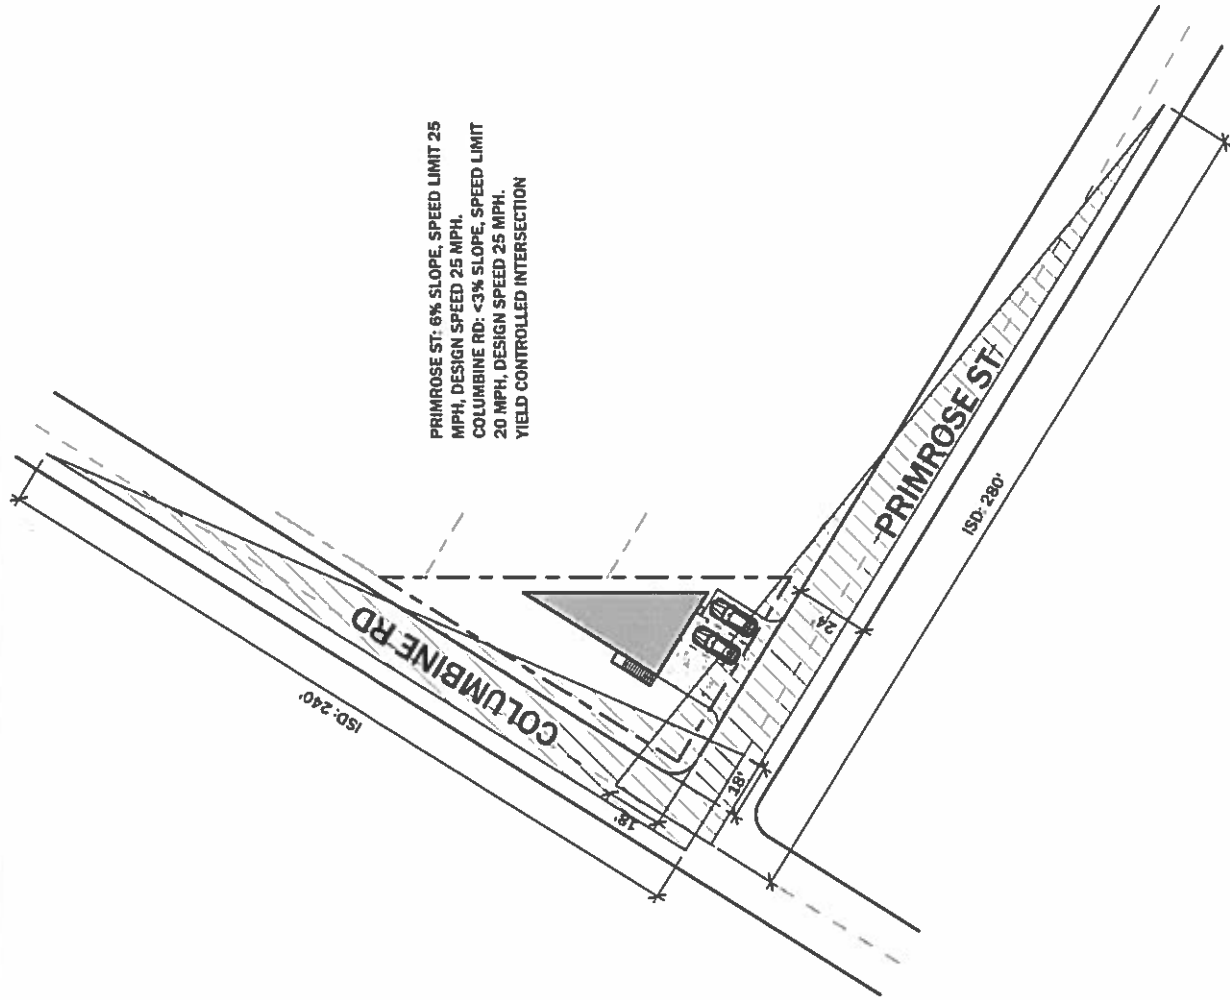 PRIMROSE ST: 6% SLOPE, SPEED LIMIT 25
MPH, DESIGN SPEED 25 MPH.
COLUMBINE RD: <3% SLOPE, SPEED LIMIT
20 MPH, DESIGN SPEED 25 MPH.
YIELD CONTROLLED INTERSECTION
COLUMBINE RD
ISD: 240'
PRIMROSE ST
ISD: 280'
24'
18'
18'